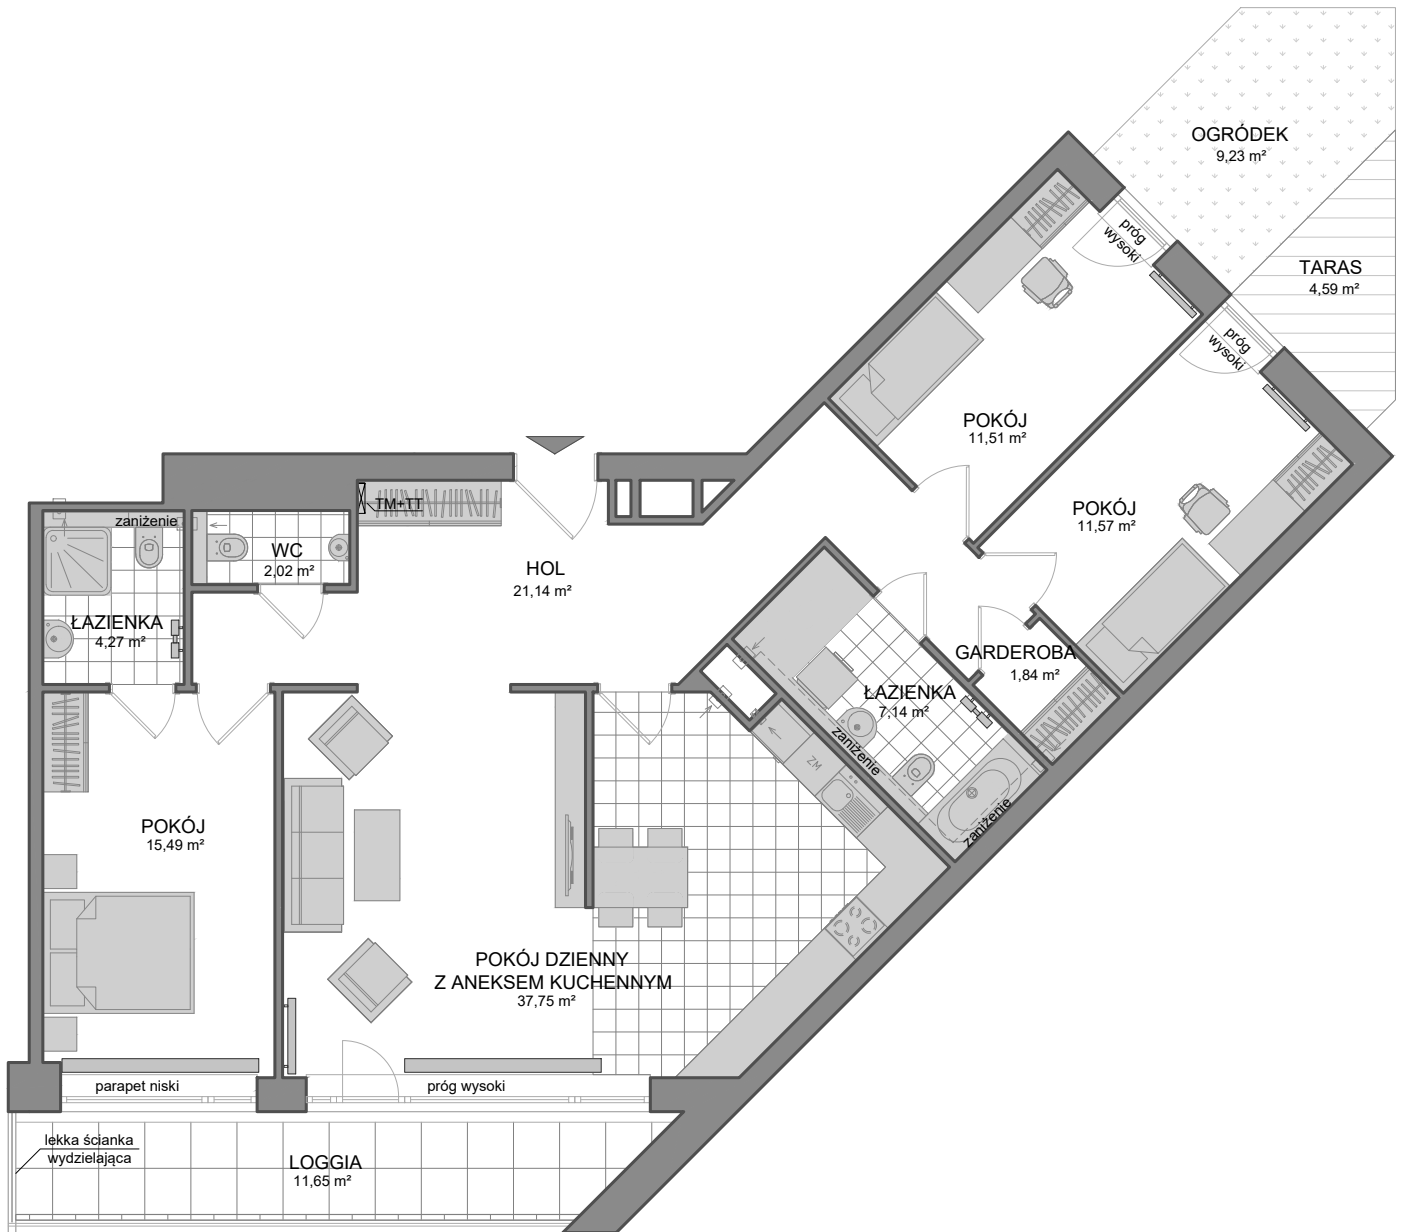 OGRÓDEK
9,23 m²
TARAS
4,59 m²
próg
wysoki
próg
wysoki
POKÓJ
11,51 m²
POKÓJ
11,57 m²
TM+TT
zaniżenie
WC
2,02 m²
HOL
21,14 m²
ŁAZIENKA
4,27 m²
GARDEROBA
1,84 m²
ŁAZIENKA
7,14 m²
zaniżenie
zaniżenie
ZM
POKÓJ
15,49 m²
POKÓJ DZIENNY
Z ANEKSEM KUCHENNYM
37,75 m²
parapet niski
próg wysoki
lekka ścianka
wydzielająca
LOGGIA
11,65 m²